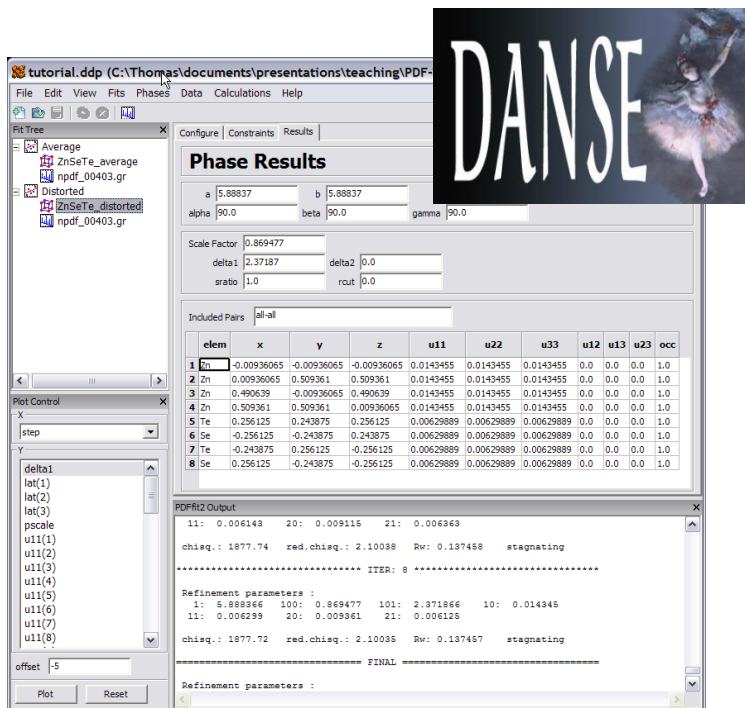 DANSE
tutorial.ddp (C:\Thomas\documents\presentations\teaching\PDF-
File Edit View Fits Phases Data Calculations Help
Fit Tree
Average
ZnSeTe_average
npdf_00403.gr
Distorted
ZnSeTe_distorted
npdf_00403.gr
Configure Constraints Results
Phase Results
a 5.88837 b 5.88837
alpha 90.0 beta 90.0 gamma 90.0
Scale Factor 0.869477
delta1 2.37187 delta2 0.0
sratio 1.0 rcut 0.0
Included Pairs all-all
elem x y z u11 u22 u33 u12 u13 u23 occ
1 Zn -0.00936065 -0.00936065 -0.00936065 0.0143455 0.0143455 0.0143455 0.0 0.0 0.0 1.0
2 Zn 0.00936065 0.509361 0.509361 0.0143455 0.0143455 0.0143455 0.0 0.0 0.0 1.0
3 Zn 0.490639 -0.00936065 0.490639 0.0143455 0.0143455 0.0143455 0.0 0.0 0.0 1.0
4 Zn 0.509361 0.509361 0.00936065 0.0143455 0.0143455 0.0143455 0.0 0.0 0.0 1.0
5 Te 0.256125 0.243875 0.256125 0.00629889 0.00629889 0.00629889 0.0 0.0 0.0 1.0
6 Se -0.256125 -0.243875 0.243875 0.00629889 0.00629889 0.00629889 0.0 0.0 0.0 1.0
7 Te -0.243875 0.256125 -0.256125 0.00629889 0.00629889 0.00629889 0.0 0.0 0.0 1.0
8 Se 0.256125 -0.243875 -0.256125 0.00629889 0.00629889 0.00629889 0.0 0.0 0.0 1.0
Plot Control
X
step
Y
delta1
lat(1)
lat(2)
lat(3)
pscale
u11(1)
u11(2)
u11(3)
u11(4)
u11(5)
u11(6)
u11(7)
u11(8)
offset -5
Plot Reset
PDFfit2 Output
11: 0.006143 20: 0.009115 21: 0.006363
chisq.: 1877.74 red.chisq.: 2.10038 Rw: 0.137458 stagnating
******************************** ITER: 8 ********************************
Refinement parameters :
1: 5.888366 100: 0.869477 101: 2.371866 10: 0.014345
11: 0.006299 20: 0.009361 21: 0.006125
chisq.: 1877.72 red.chisq.: 2.10035 Rw: 0.137457 stagnating
================================ FINAL ==================================
Refinement parameters :